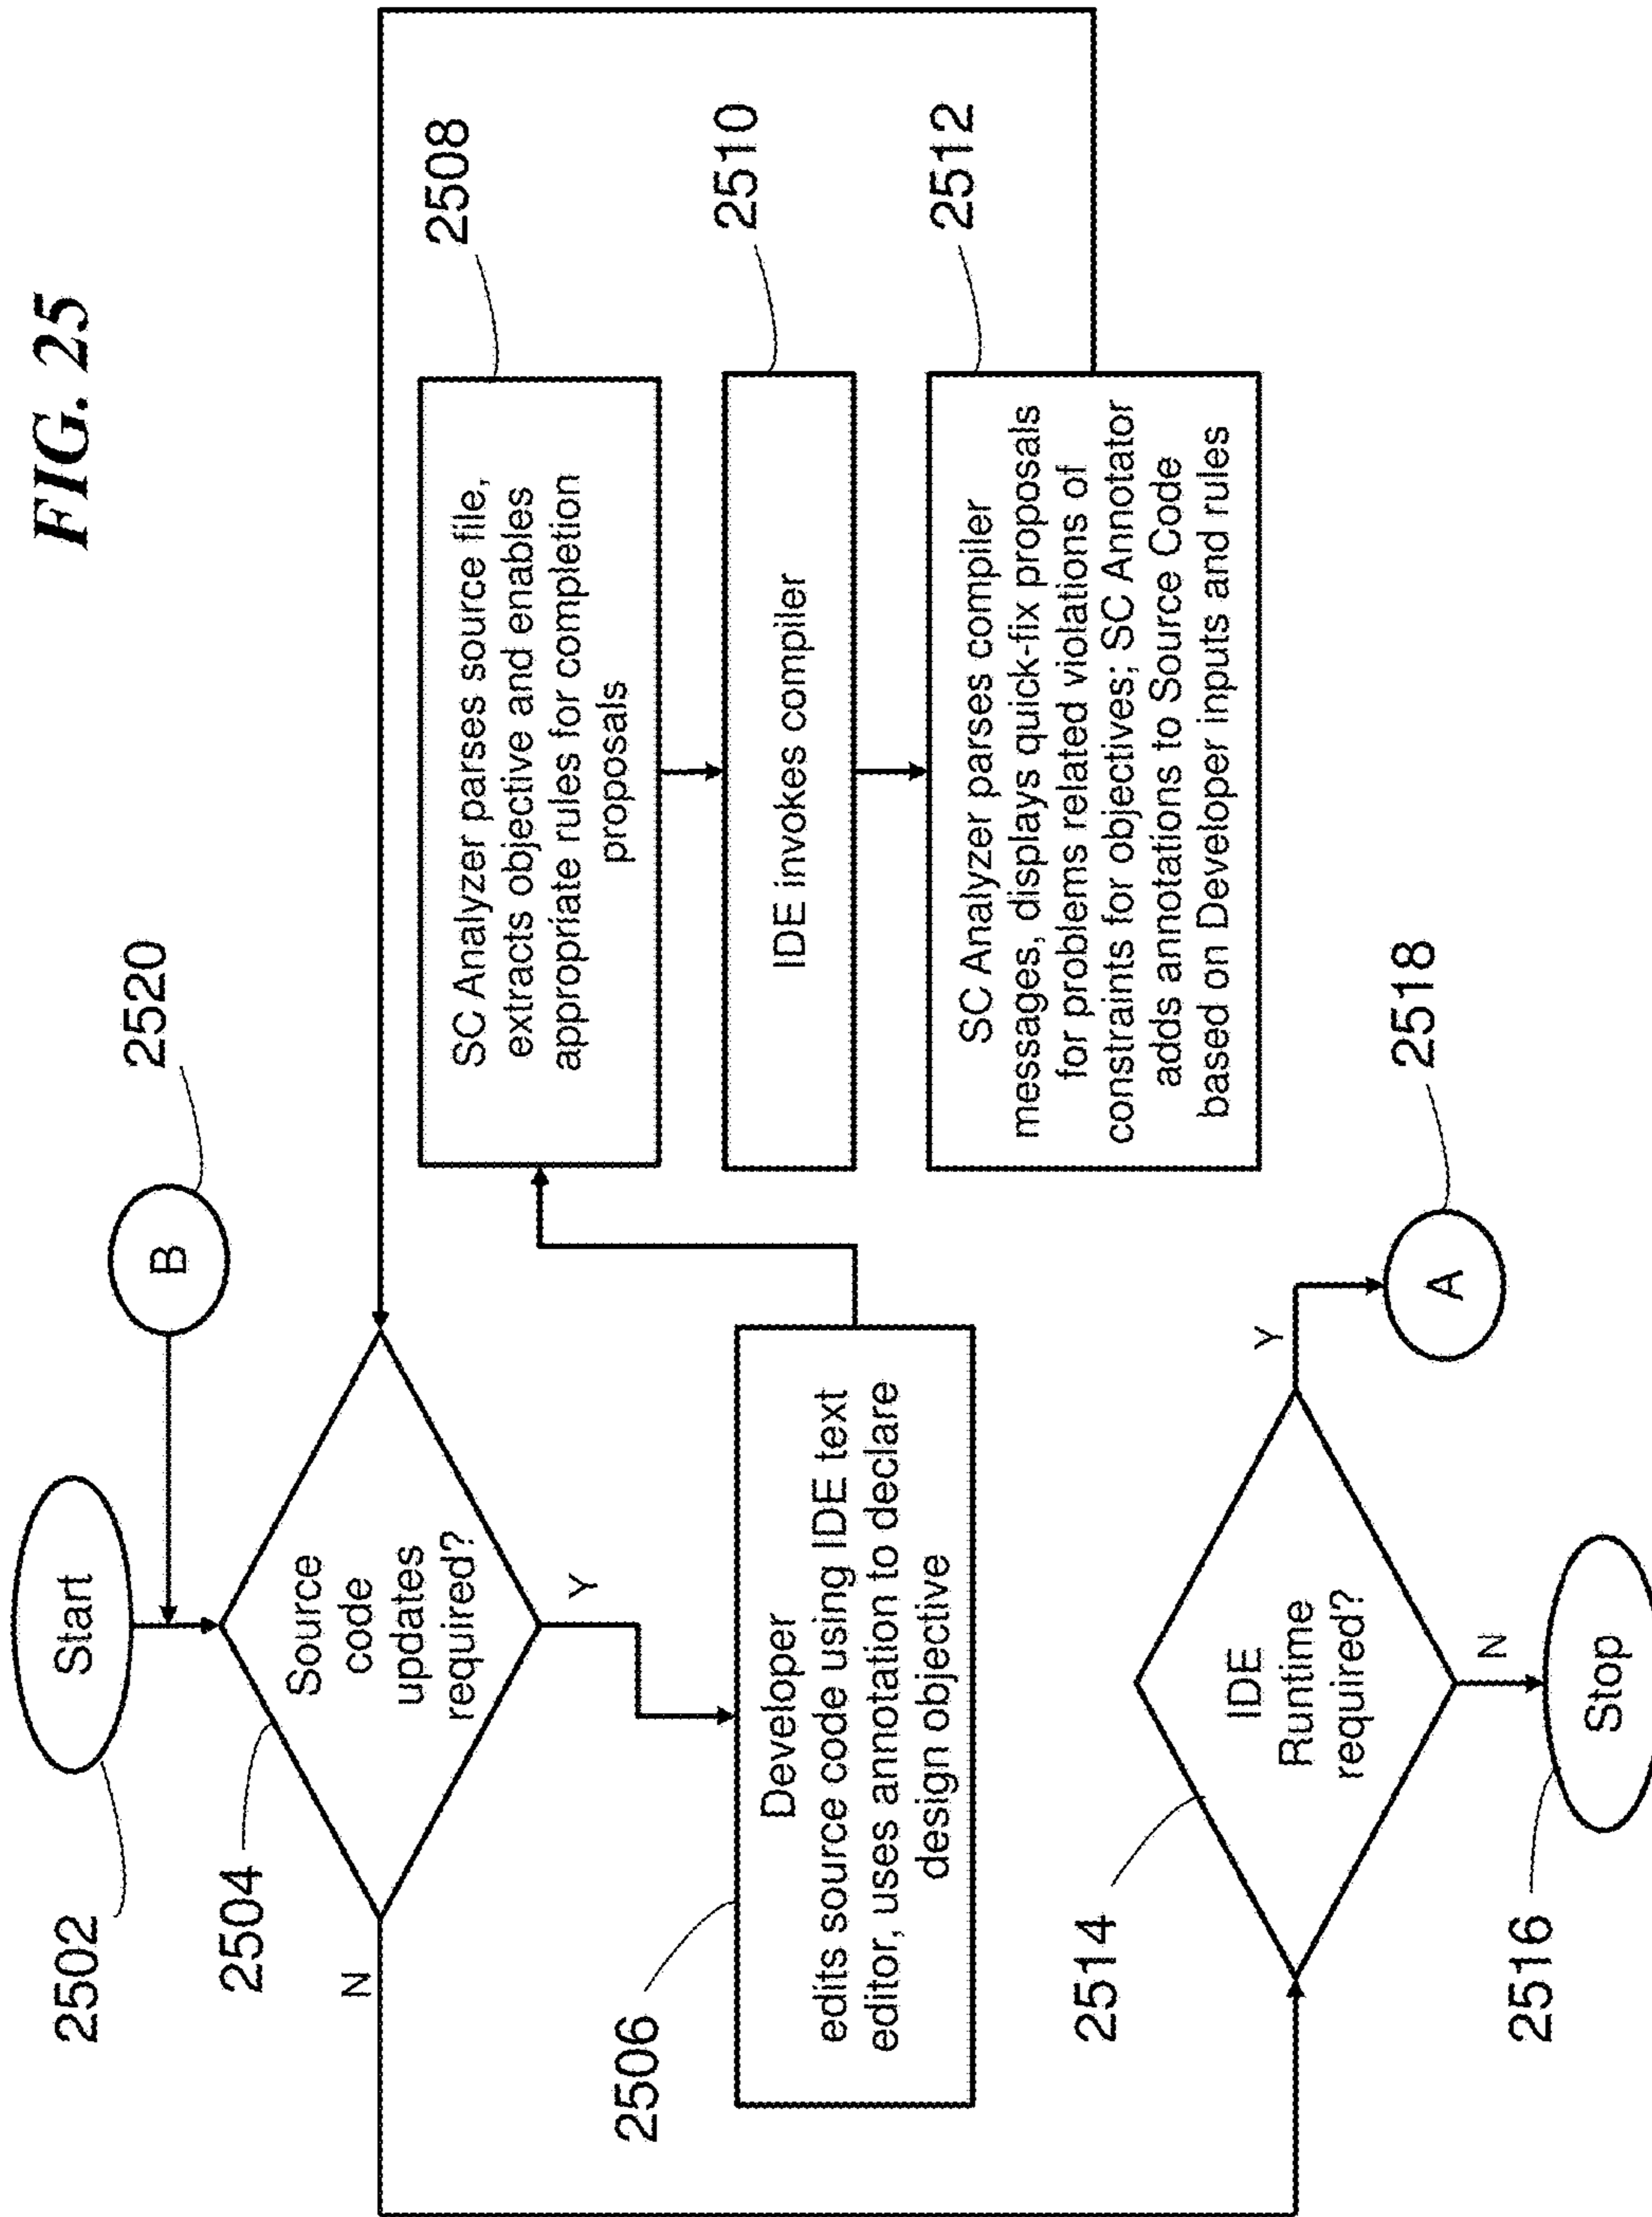 FIG. 25
2502
Start
2520
B
2504
Source
code
updates
required?
N
Y
2506
Developer
edits source code using IDE text
editor, uses annotation to declare
design objective
2508
SC Analyzer parses source file,
extracts objective and enables
appropriate rules for completion
proposals
2510
IDE invokes compiler
2512
SC Analyzer parses compiler
messages, displays quick-fix proposals
for problems related violations of
constraints for objectives; SC Annotator
adds annotations to Source Code
based on Developer inputs and rules
2514
IDE
Runtime
required?
Y
N
2518
A
2516
Stop